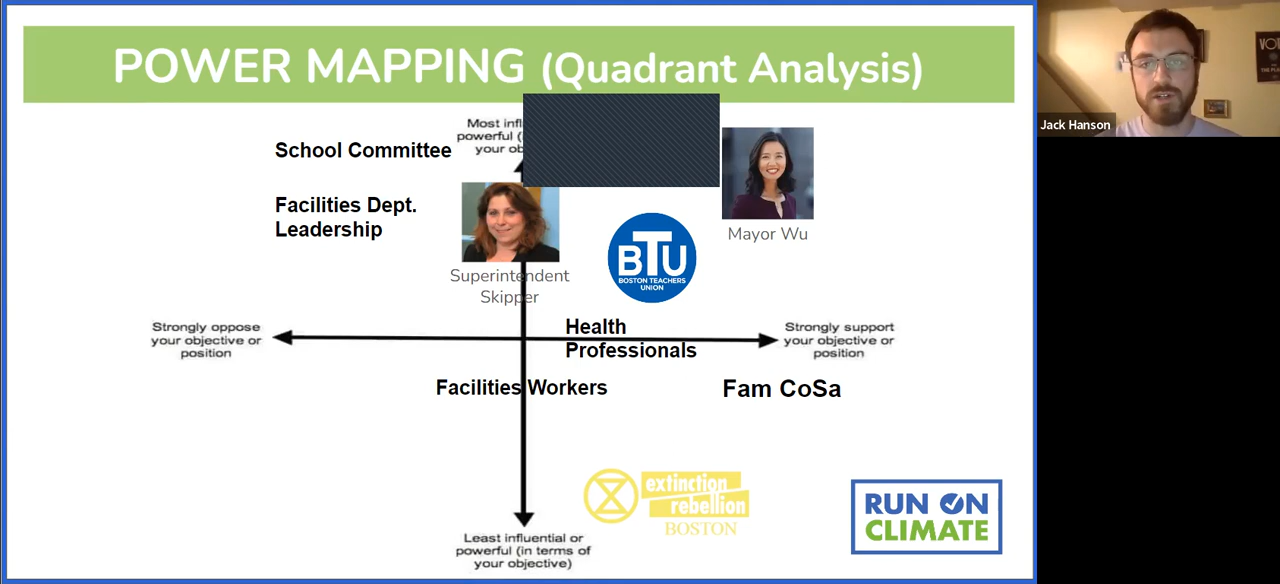 POWER MAPPING (Quadrant Analysis)
Most
powerful
your
School Committee
Facilities Dept.
Leadership
Superintendent
Skipper
BTU
BOSTON TEACHERS
UNION
Mayor Wu
Strongly oppose
your objective or
position
Health
Professionals
Strongly support
your objective or
position
Facilities Workers
Fam CoSa
extinction
rebellion
BOSTON
RUN ON
CLIMATE
Least influential or
powerful (in terms of
your objective)
Jack Hanson